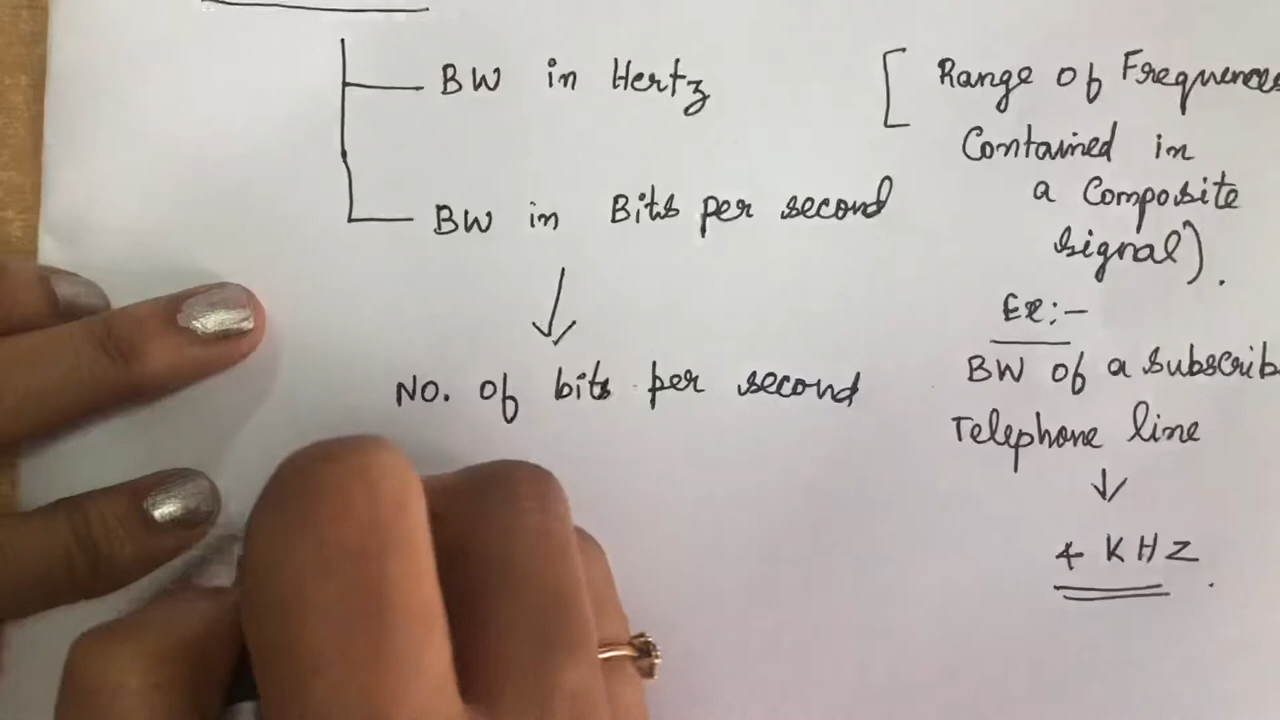 BW in Hertz
BW in Bits per second
No. of bits per second
[ Range of Frequences
Contained in
a Composite
signal).
Ex:-
BW of a subscrib
Telephone line
4 KHZ